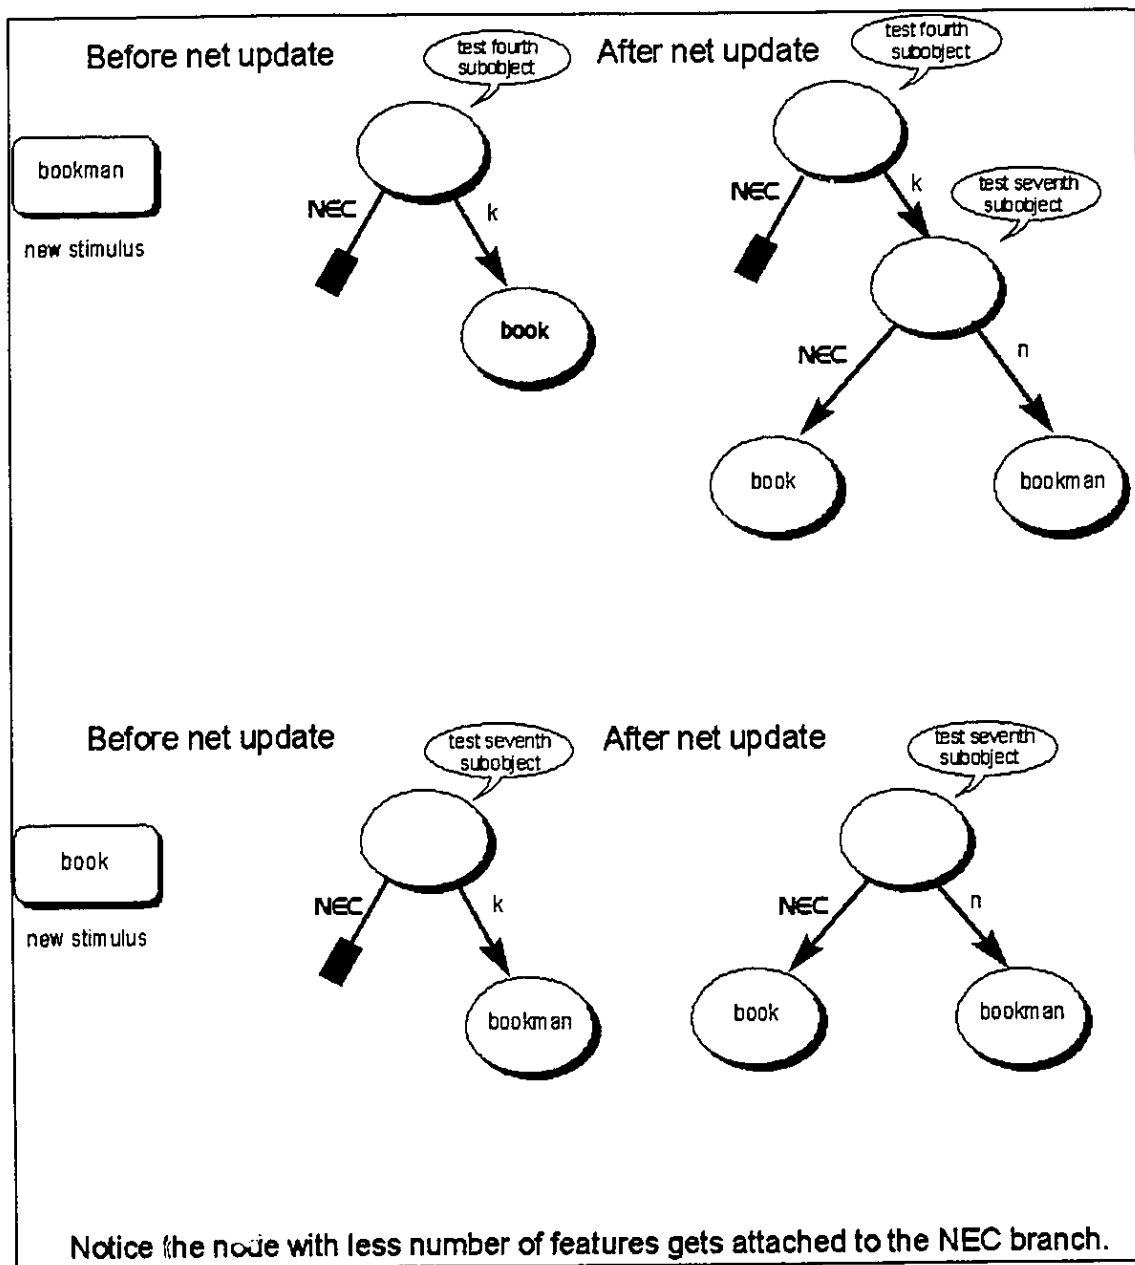 Before net update
test fourth
subobject
After net update
test fourth
subobject
bookman
new stimulus
NEC
k
book
NEC
k
test seventh
subobject
NEC
n
book
bookman
Before net update
test seventh
subobject
After net update
test seventh
subobject
book
new stimulus
NEC
k
bookman
NEC
n
book
bookman
Notice the node with less number of features gets attached to the NEC branch.